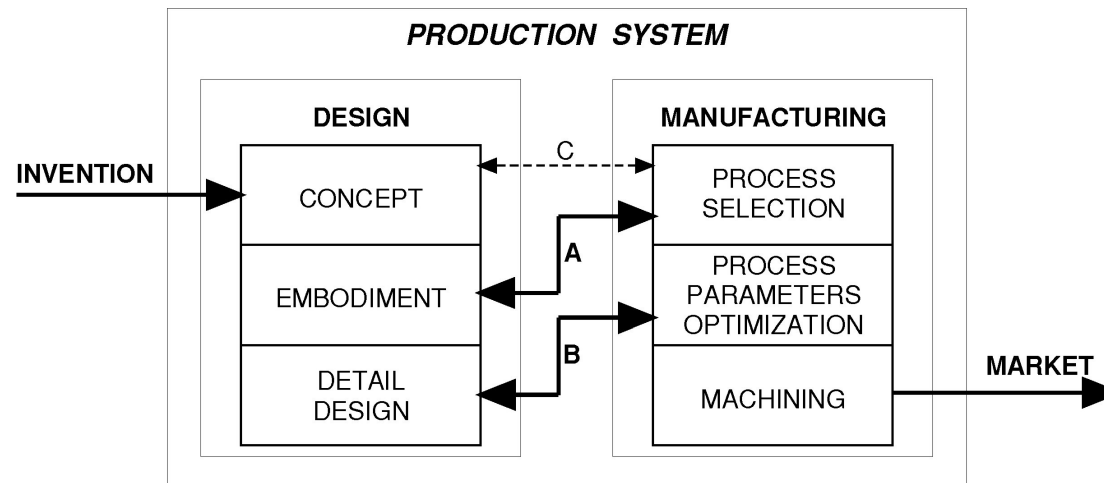 PRODUCTION SYSTEM
DESIGN
MANUFACTURING
INVENTION
CONCEPT
EMBODIMENT
DETAIL
DESIGN
C
A
B
PROCESS
SELECTION
PROCESS
PARAMETERS
OPTIMIZATION
MACHINING
MARKET